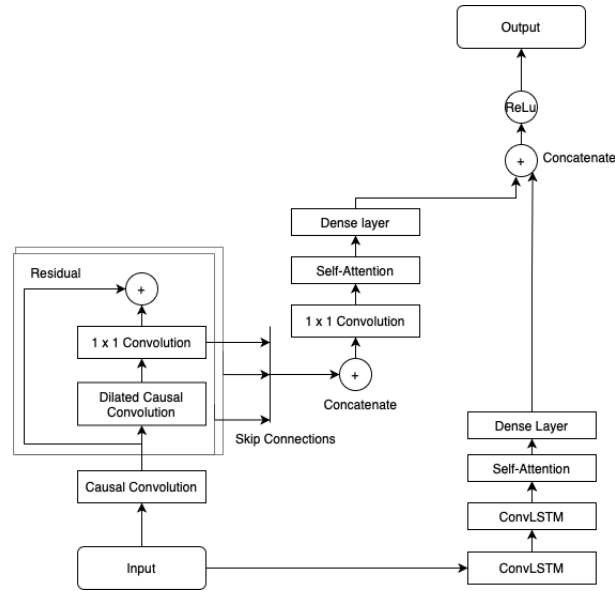 Output
ReLu
+
Concatenate
Dense layer
Self-Attention
1 x 1 Convolution
+
Concatenate
Residual
+
1 x 1 Convolution
Dilated Causal
Convolution
Skip Connections
Causal Convolution
Input
Dense Layer
Self-Attention
ConvLSTM
ConvLSTM